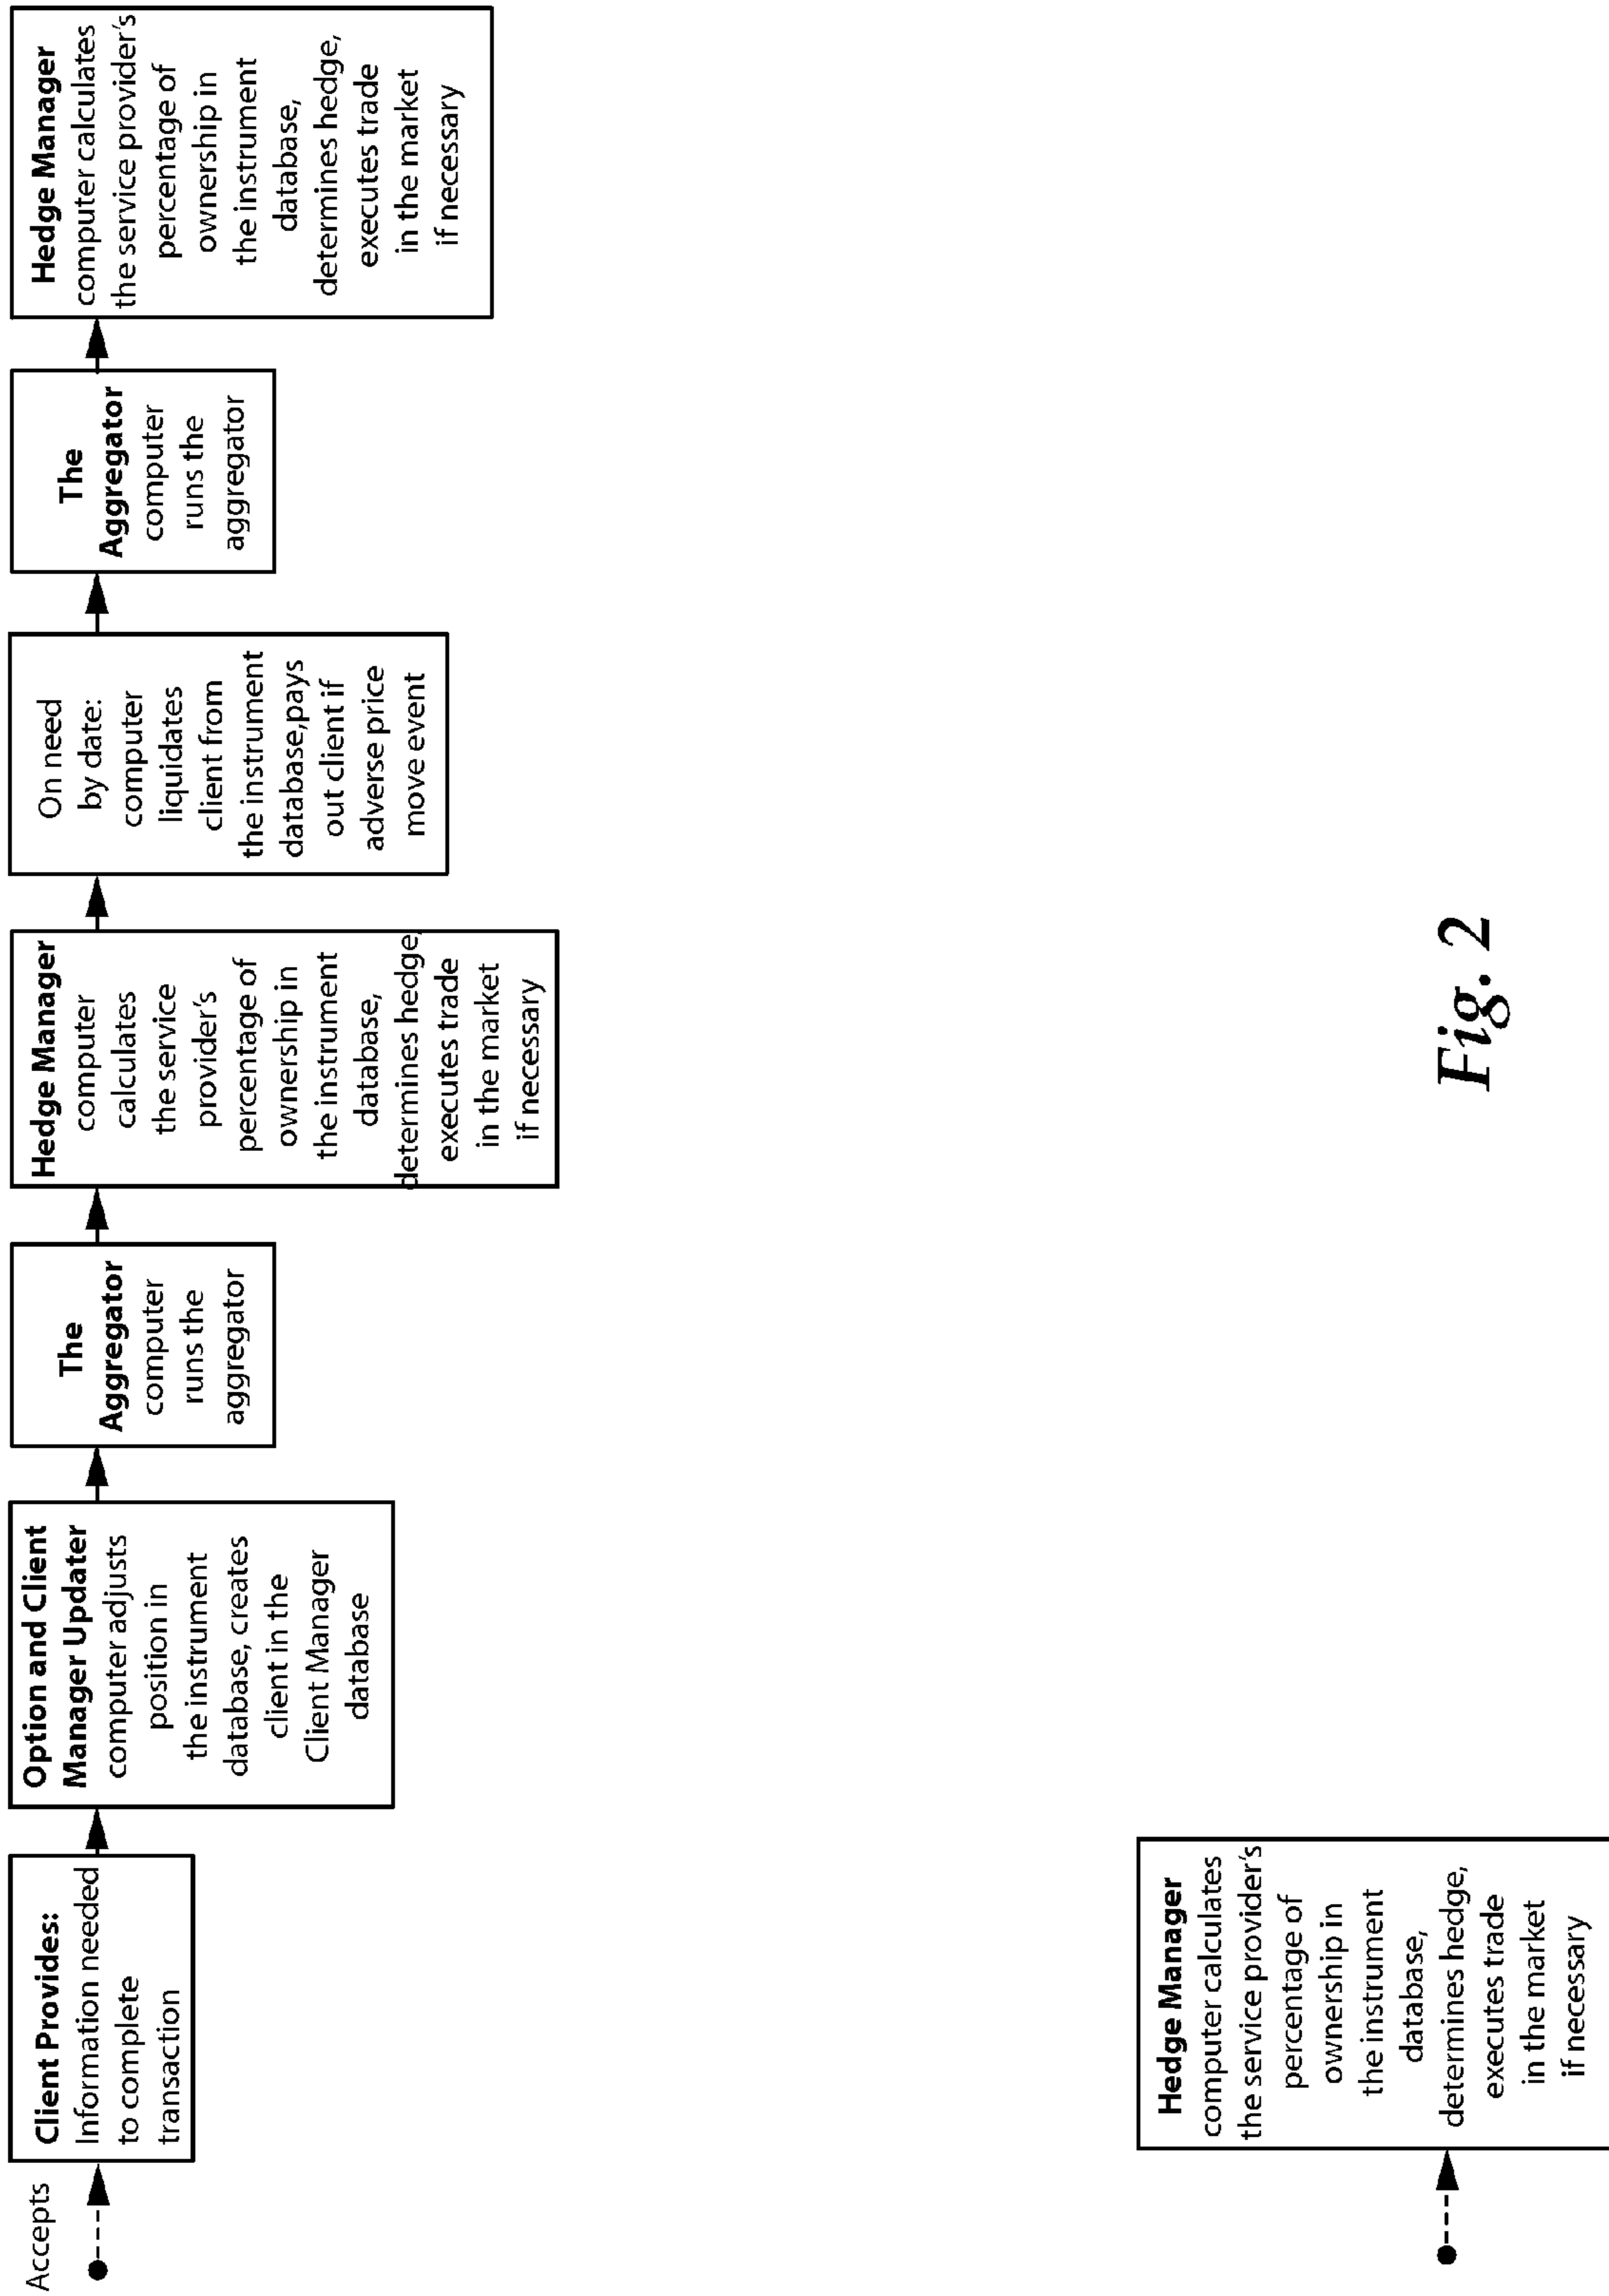 Accepts
Client Provides:
Information needed
to complete
transaction
Option and Client
Manager Updater
computer adjusts
position in
the instrument
database, creates
client in the
Client Manager
database
The
Aggregator
computer
runs the
aggregator
Hedge Manager
computer
calculates
the service
provider's
percentage of
ownership in
the instrument
database,
determines hedge,
executes trade
in the market
if necessary
On need
by date:
computer
liquidates
client from
the instrument
database,pays
out client if
adverse price
move event
The
Aggregator
computer
runs the
aggregator
Hedge Manager
computer calculates
the service provider's
percentage of
ownership in
the instrument
database,
determines hedge,
executes trade
in the market
if necessary
Hedge Manager
computer calculates
the service provider's
percentage of
ownership in
the instrument
database,
determines hedge,
executes trade
in the market
if necessary
Fig. 2